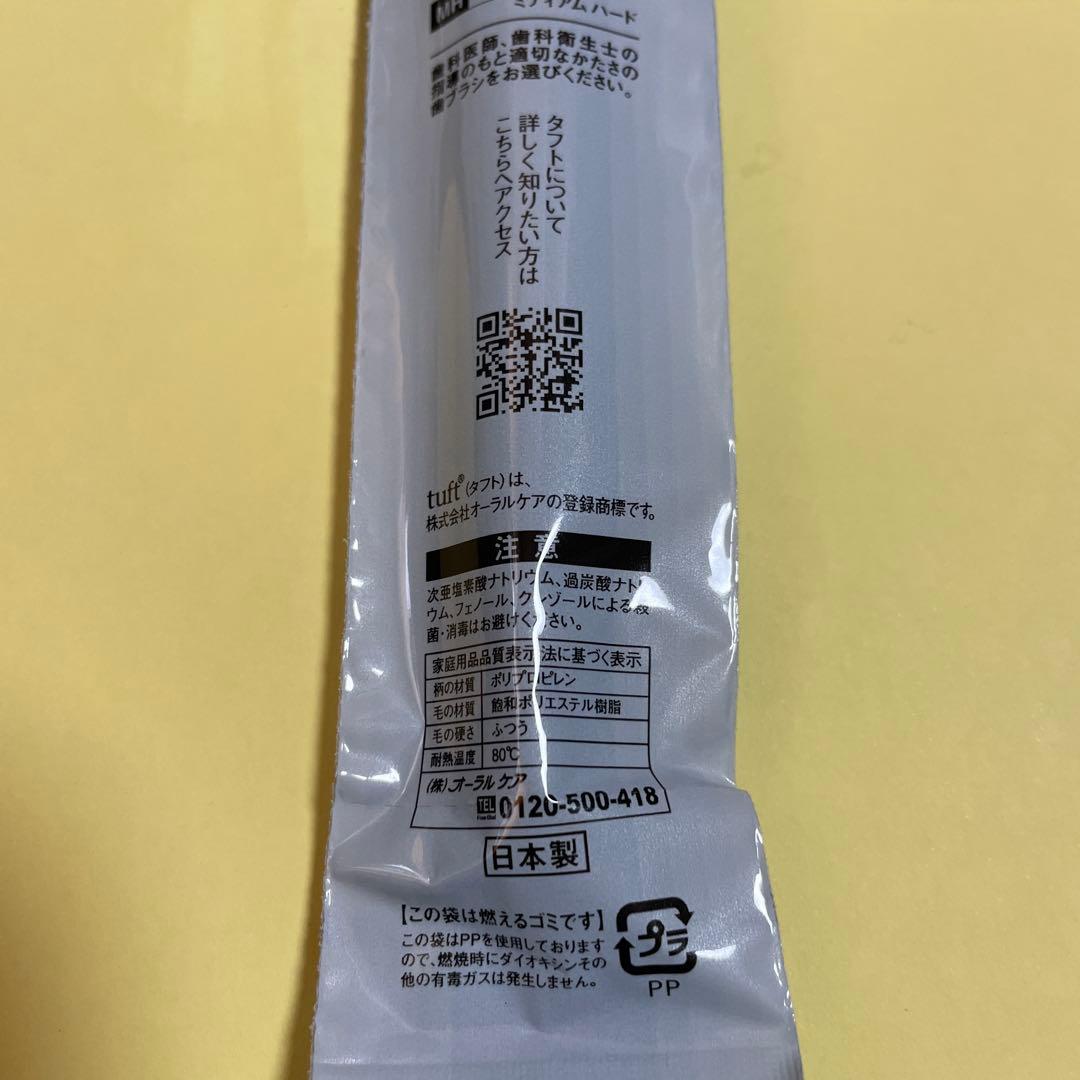 MH ミディアム ハード
歯科医師、歯科衛生士の
指導のもと適切なかたさの
歯ブラシをお選びください。
タフトについて
詳しく知りたい方は
こちらへアクセス
tuft®(タフト)は、
株式会社オーラルケアの登録商標です。
注意
次亜塩素酸ナトリウム、過炭酸ナトリ
ウム、フェノール、クレゾールによる殺
菌・消毒はお避けください。
家庭用品品質表示法に基づく表示
柄の材質 ポリプロピレン
毛の材質 飽和ポリエステル樹脂
毛の硬さ ふつう
耐熱温度 80℃
(株)オーラルケア
TEL Free Dial 0120-500-418
日本製
【この袋は燃えるゴミです】
この袋はPPを使用しております
ので、燃焼時にダイオキシンその
他の有毒ガスは発生しません。
プラ
PP